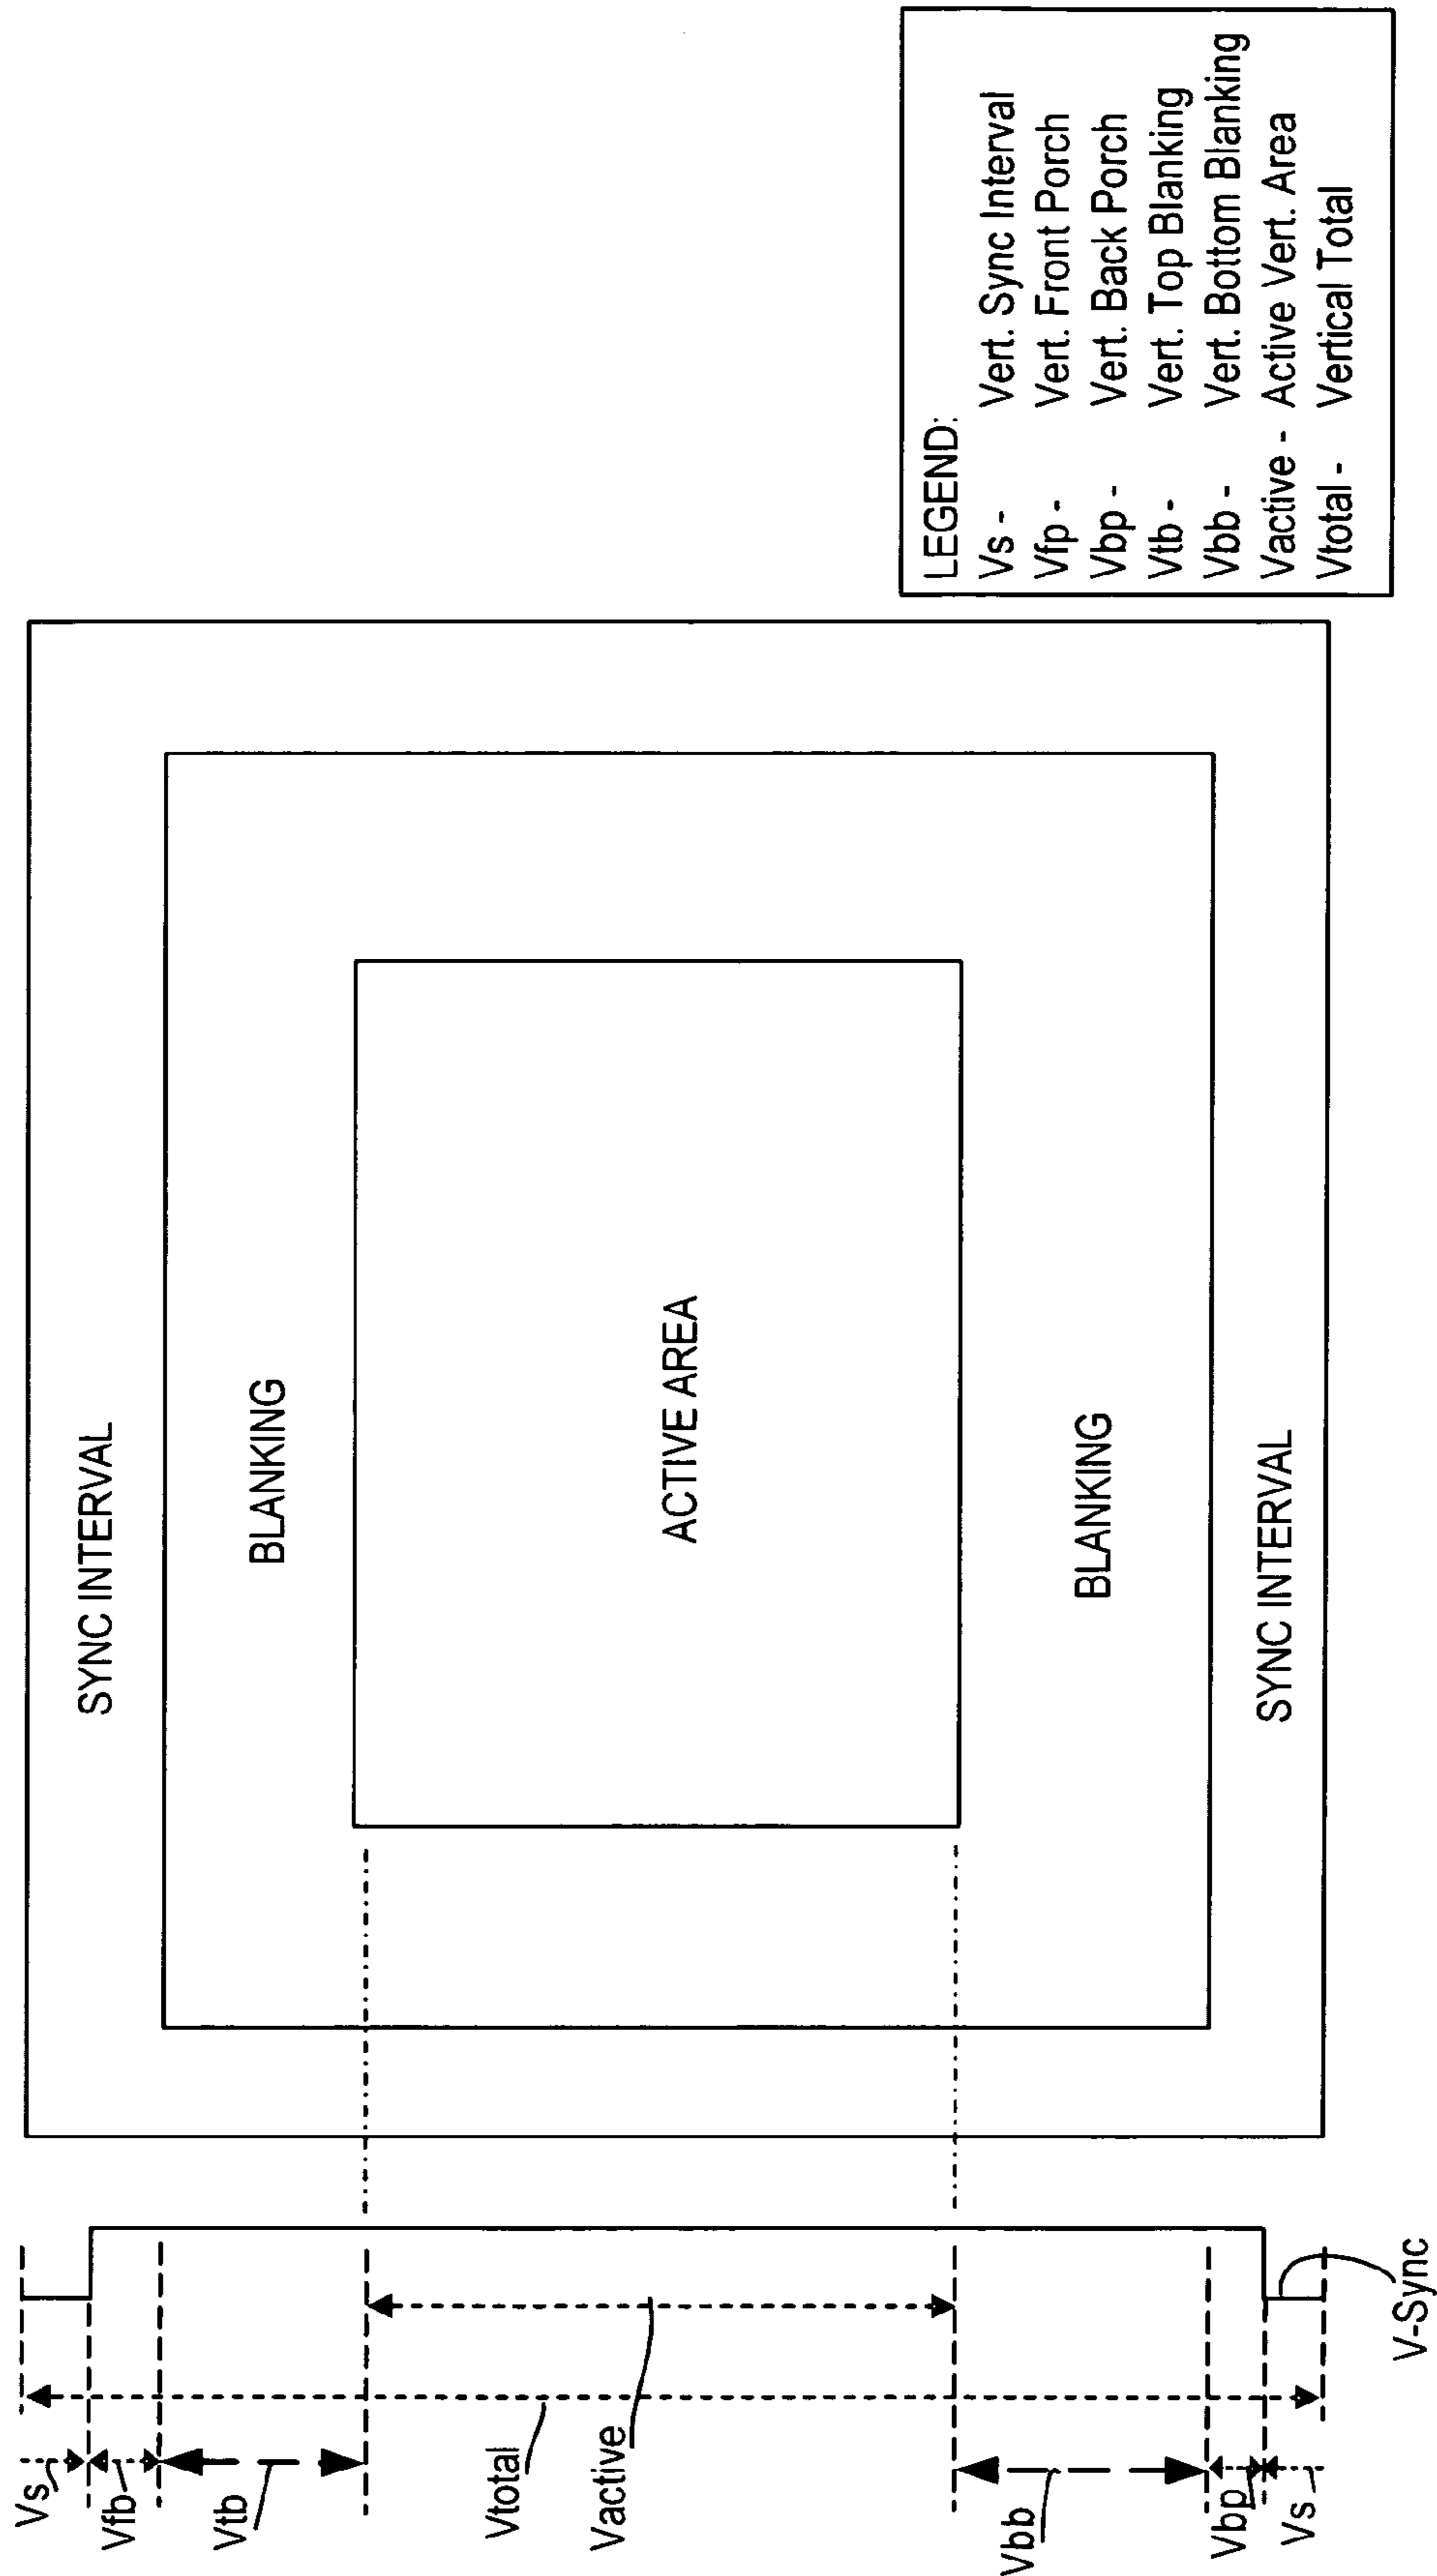 Vs
Vfb
Vtb
Vtotal
Vactive
Vbb
Vbp
Vs
V-Sync
SYNC INTERVAL
BLANKING
ACTIVE AREA
BLANKING
SYNC INTERVAL
LEGEND:
Vs - Vert. Sync Interval
Vfp - Vert. Front Porch
Vbp - Vert. Back Porch
Vtb - Vert. Top Blanking
Vbb - Vert. Bottom Blanking
Vactive - Active Vert. Area
Vtotal - Vertical Total